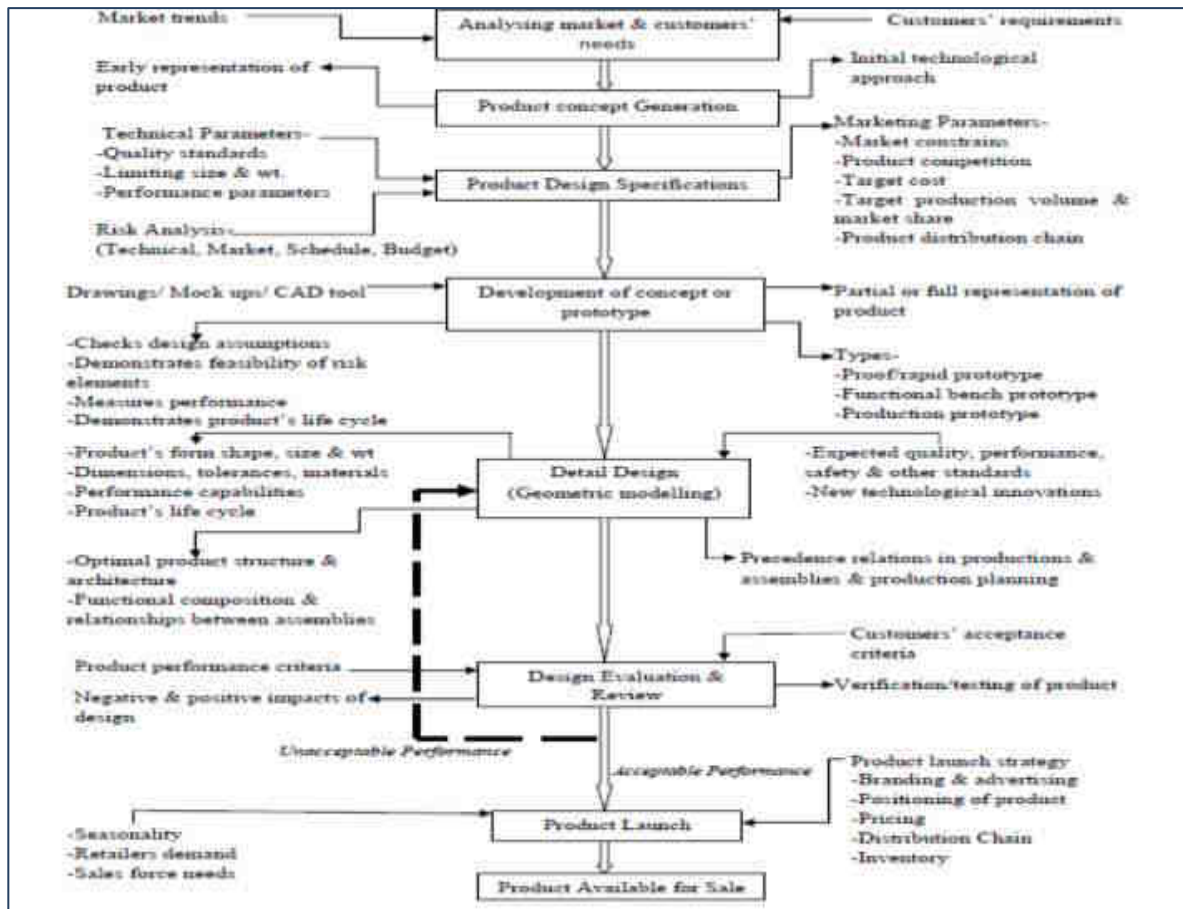 Market trends
Analysing market & customers'
needs
Customers' requirements
Early representation of
product
Initial technological
approach
Product concept Generation
Technical Parameters-
-Quality standards
-Limiting size & wt.
-Performance parameters
Marketing Parameters-
-Market constrains
-Product competition
-Target cost
-Target production volume &
market share
-Product distribution chain
Product Design Specifications
Risk Analysis-
(Technical, Market, Schedule, Budget)
Drawings/ Mock ups/ CAD tool
Development of concept or
prototype
Partial or full representation of
product
-Checks design assumptions
-Demonstrates feasibility of risk
elements
-Measures performance
-Demonstrates product's life cycle
Types-
-Proof/rapid prototype
-Functional bench prototype
-Production prototype
-Product's form shape, size & wt
-Dimensions, tolerances, materials
-Performance capabilities
-Product's life cycle
Detail Design
(Geometric modelling)
-Expected quality, performance,
safety & other standards
-New technological innovations
-Optimal product structure &
architecture
-Functional composition &
relationships between assemblies
Precedence relations in productions &
assemblies & production planning
Customers' acceptance
criteria
Product performance criteria
Design Evaluation &
Review
Negative & positive impacts of
design
Verification/testing of product
Unacceptable Performance
Acceptable Performance
Product launch strategy
-Branding & advertising
-Positioning of product
-Pricing
-Distribution Chain
-Inventory
Product Launch
-Seasonality
-Retailers demand
-Sales force needs
Product Available for Sale